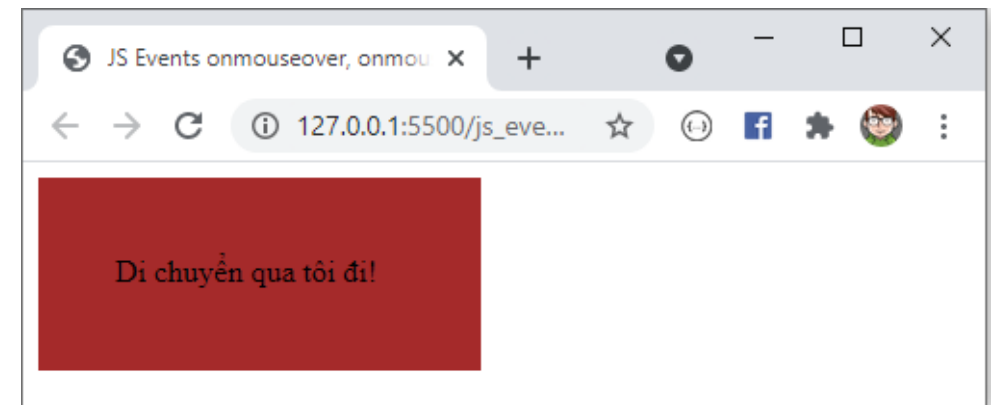 JS Events onmouseover, onmou
127.0.0.1:5500/js_eve...
Di chuyển qua tôi đi!